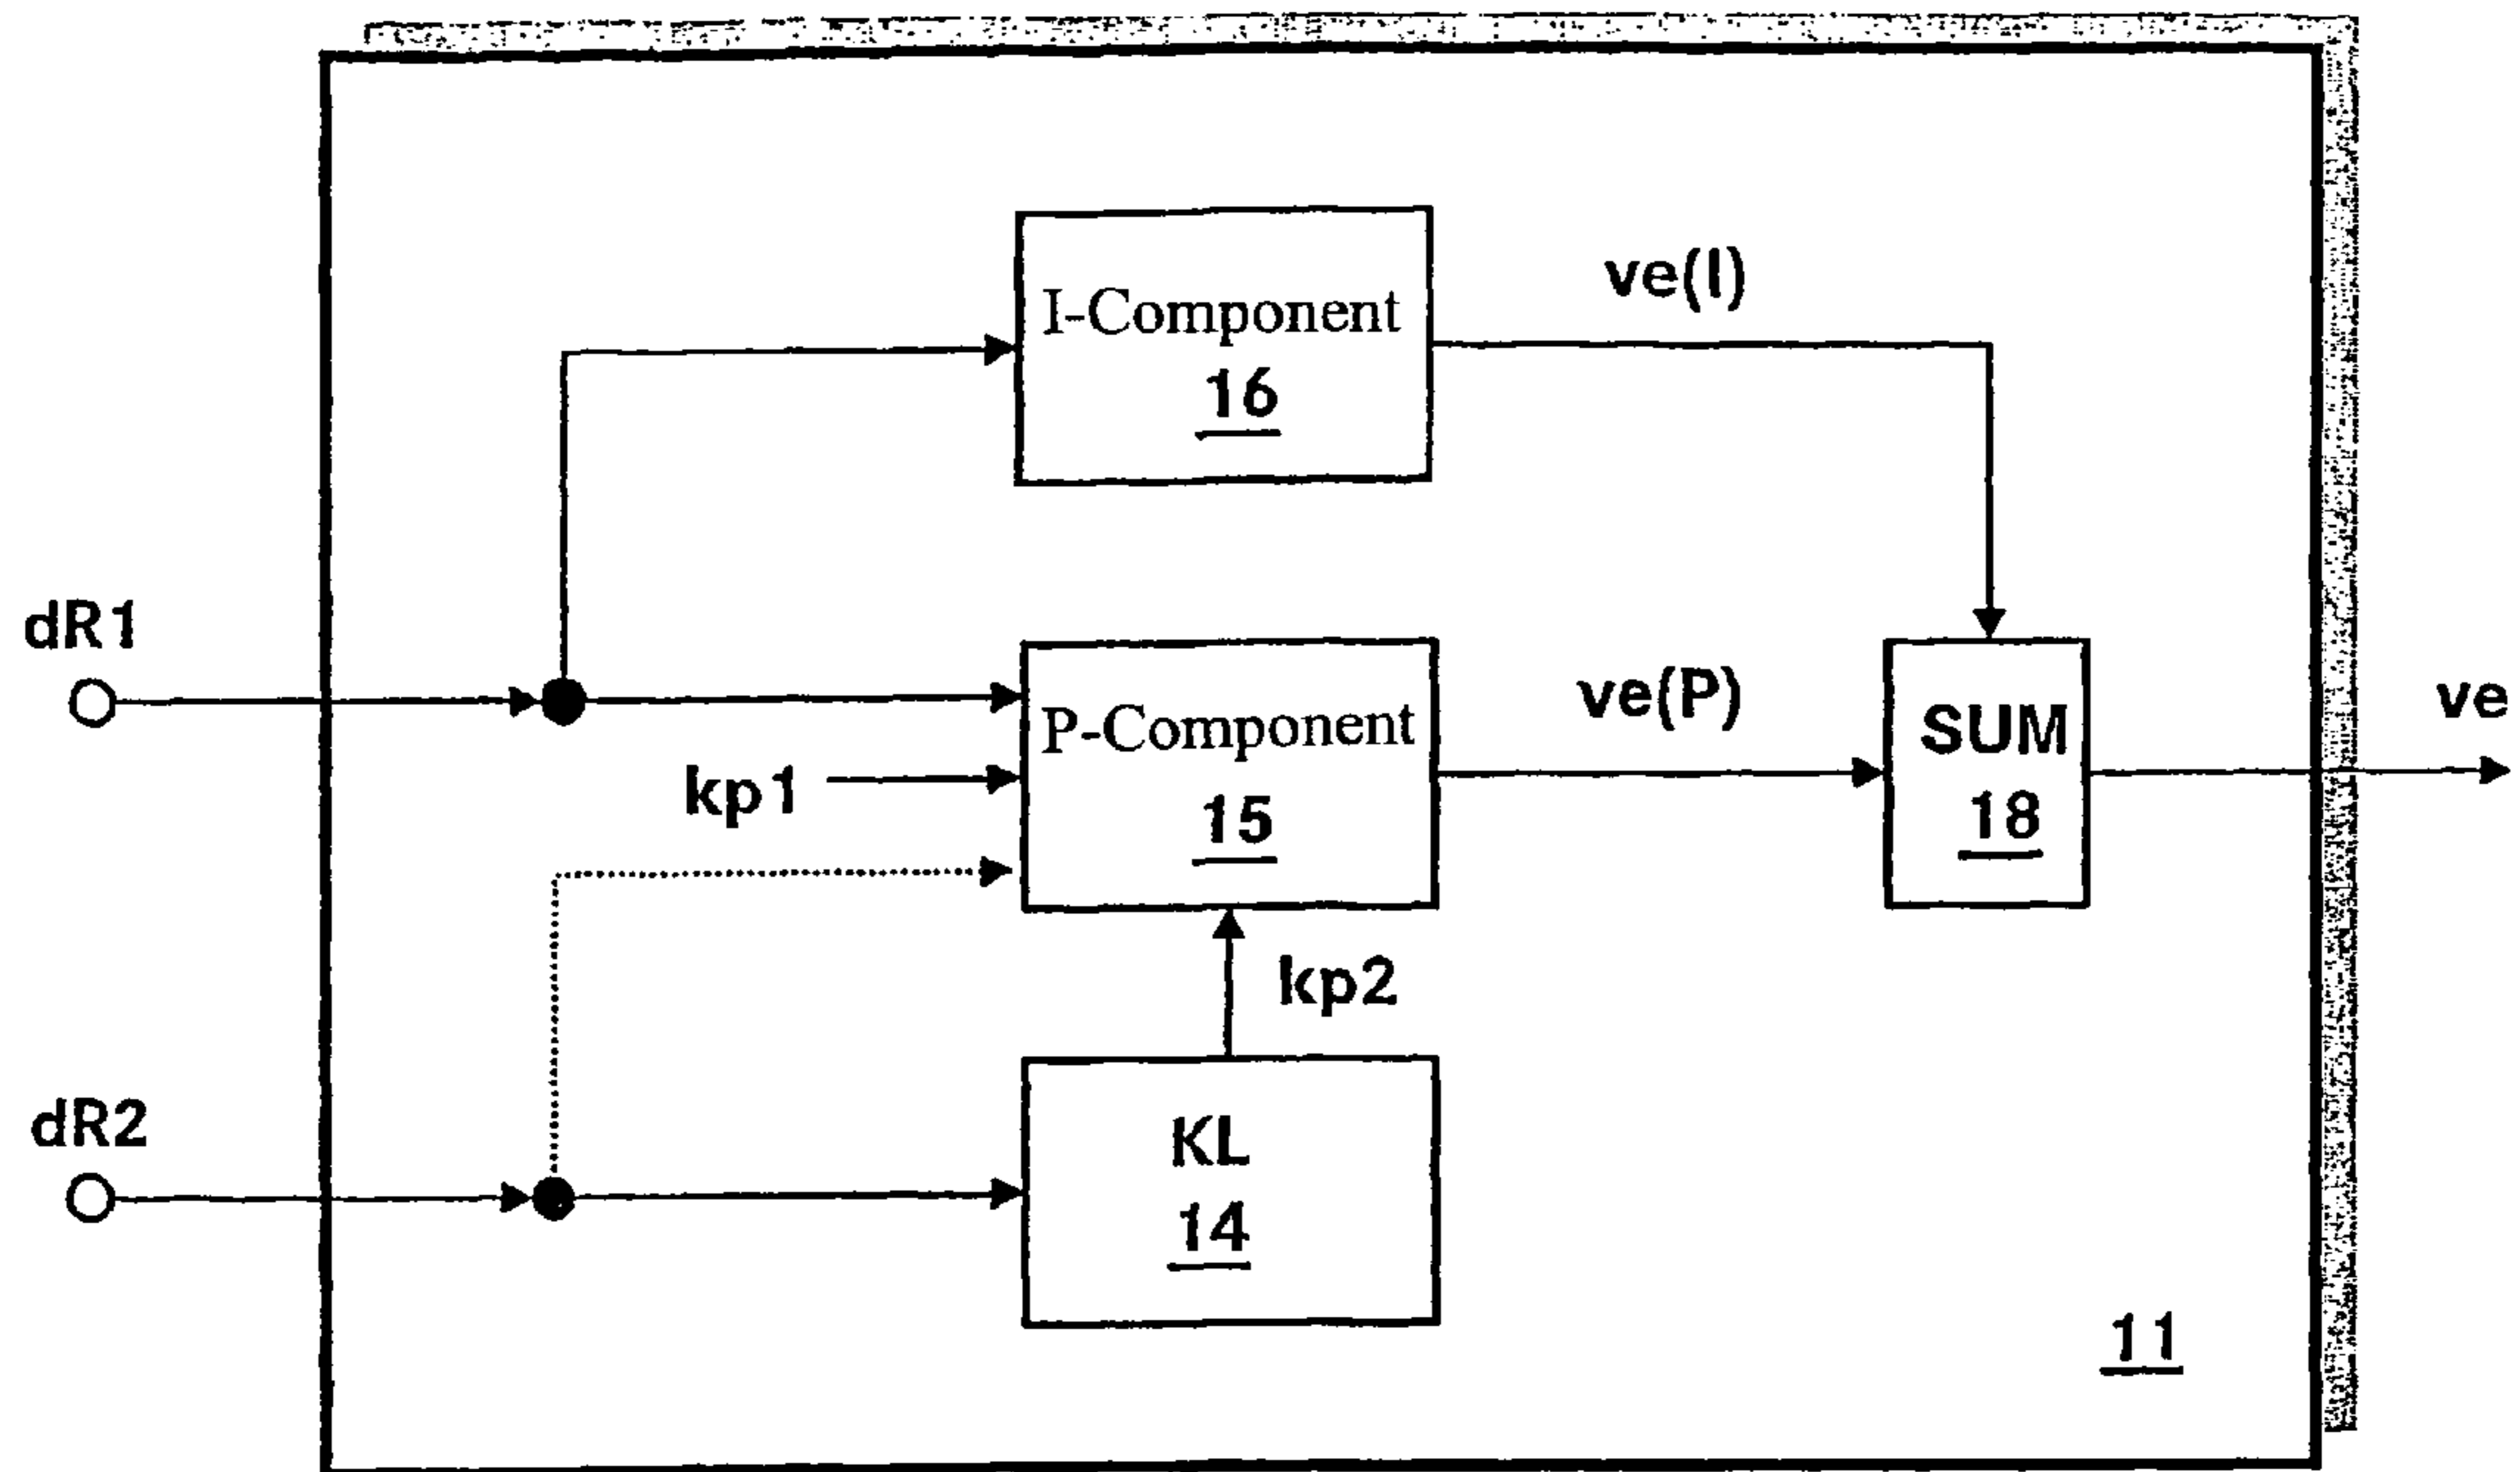 ve(I)
I-Component
16
dR1
ve(P)
ve
P-Component
SUM
kp1
15
18
kp2
dR2
KL
14
11